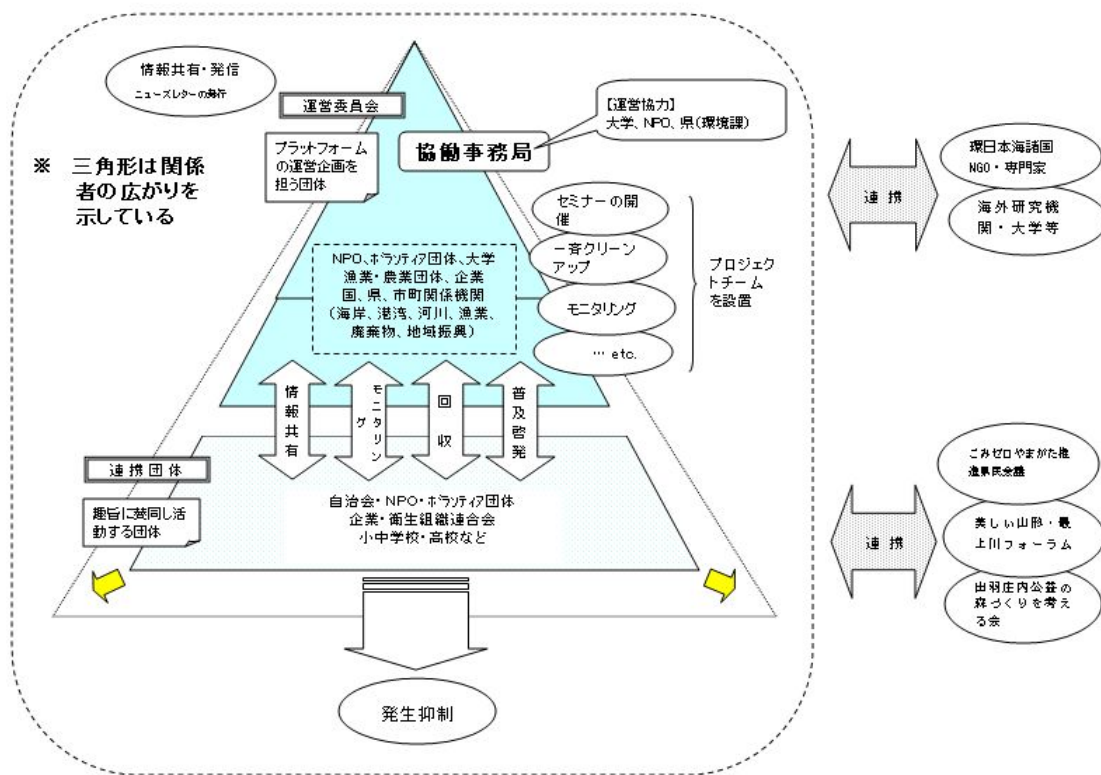 情報共有・発信
ニューズレターの発行
運営委員会
プラットフォーム
の運営企画を
担う団体
※ 三角形は関係
者の広がりを
示している
【運営協力】
大学、NPO、県(環境課)
協働事務局
セミナーの開
催
一斉クリーン
アップ
モニタリング
… etc.
プロジェク
トチーム
を設置
NPO、ボランティア団体、大学
漁業・農業団体、企業
国、県、市町関係機関
(海岸、港湾、河川、漁業、
廃棄物、地域振興)
情報共有
モニタリング
回収
普及啓発
連携団体
趣旨に賛同し活
動する団体
自治会・NPO・ボランティア団体
企業・衛生組織連合会
小中学校・高校など
発生抑制
連携
環日本海諸国
NGO・専門家
海外研究機
関・大学等
連携
ごみゼロやまがた推
進県民会議
美しい山形・最
上川フォーラム
出羽庄内公益の
森づくりを考え
る会